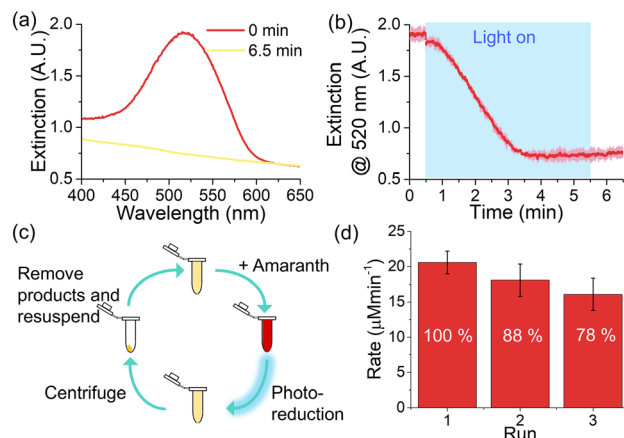 (a)
2.0
1.5
1.0
0.5
Extinction (A.U.)
0 min
6.5 min
400 450 500 550 600 650
Wavelength (nm)
(b)
2.0
1.5
1.0
0.5
Extinction
@ 520 nm (A.U.)
Light on
0 1 2 3 4 5 6
Time (min)
(c)
+ Amaranth
Remove
products and
resuspend
Centrifuge
Photo-
reduction
(d)
25
20
15
10
5
0
Rate (µMmin⁻¹)
100 %
88 %
78 %
1 2 3
Run